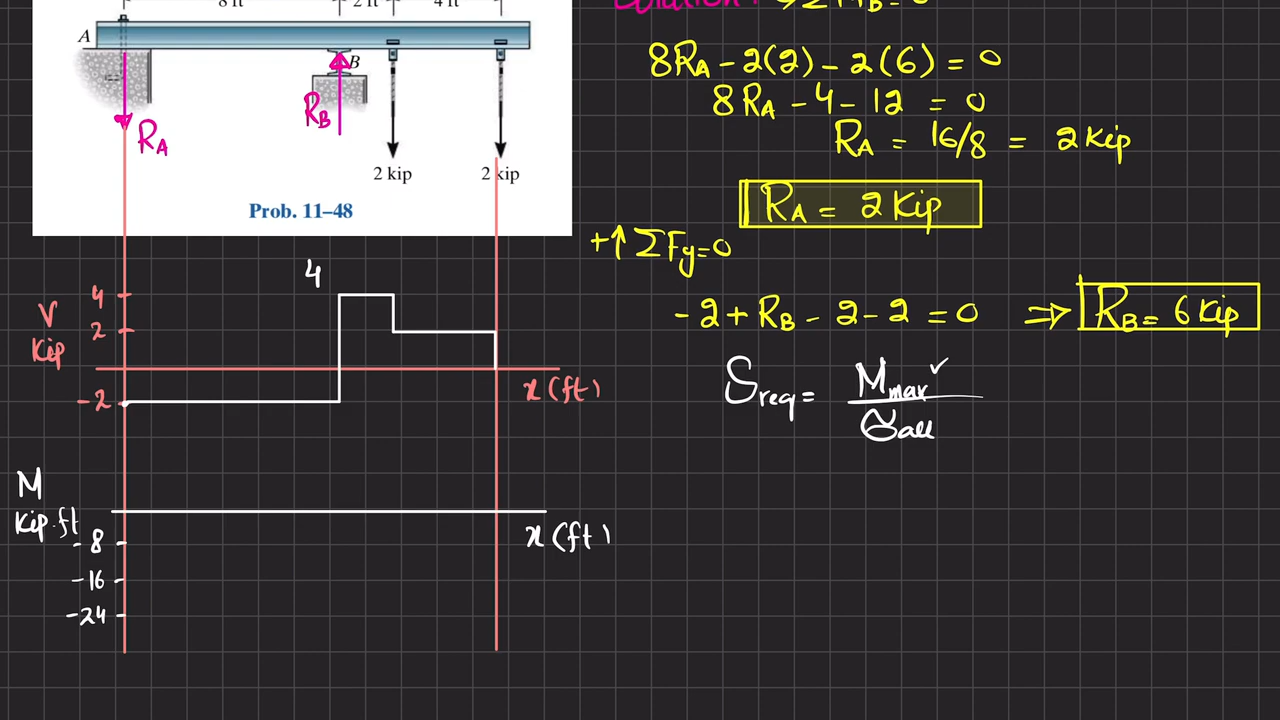 8 ft 2 ft 4 ft
A
B
R_A
R_B
2 kip 2 kip
Prob. 11–48
8R_A - 2(2) - 2(6) = 0
8R_A - 4 - 12 = 0
R_A = 16/8 = 2 Kip
R_A = 2 Kip
+↑ ΣFy=0
-2 + R_B - 2 - 2 = 0 ⇒ R_B = 6 Kip
S_req = M_max ✓
σ_all
V
Kip
4
4
2
-2
x (ft)
M
Kip.ft
-8
-16
-24
x (ft)